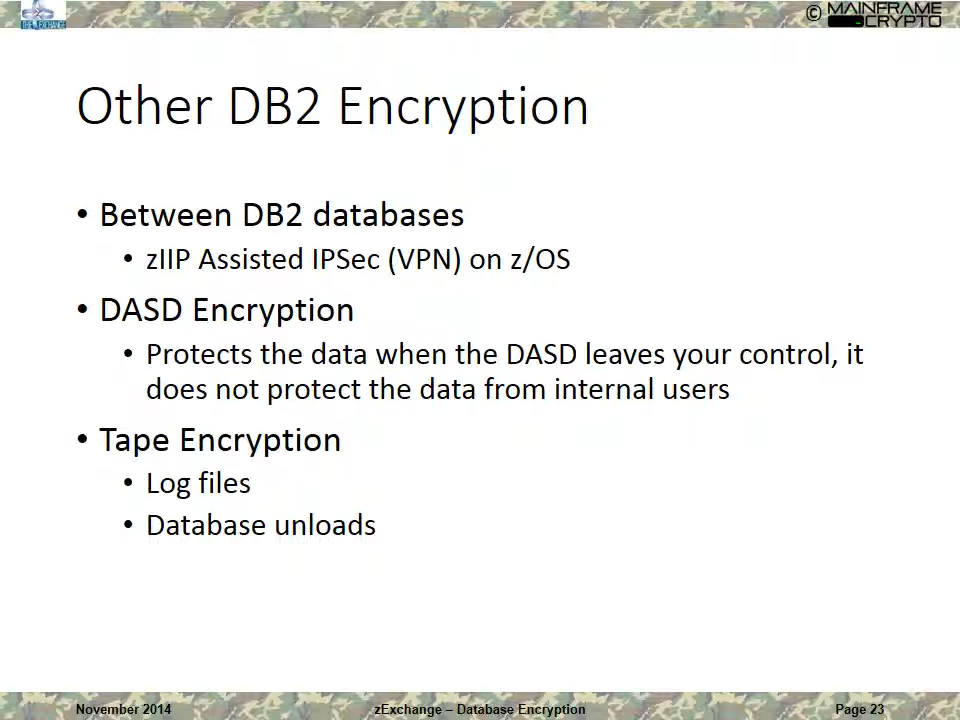 © MAINFRAME
CRYPTO
Other DB2 Encryption
• Between DB2 databases
• zIIP Assisted IPSec (VPN) on z/OS
• DASD Encryption
• Protects the data when the DASD leaves your control, it
does not protect the data from internal users
• Tape Encryption
• Log files
• Database unloads
November 2014
zExchange – Database Encryption
Page 23